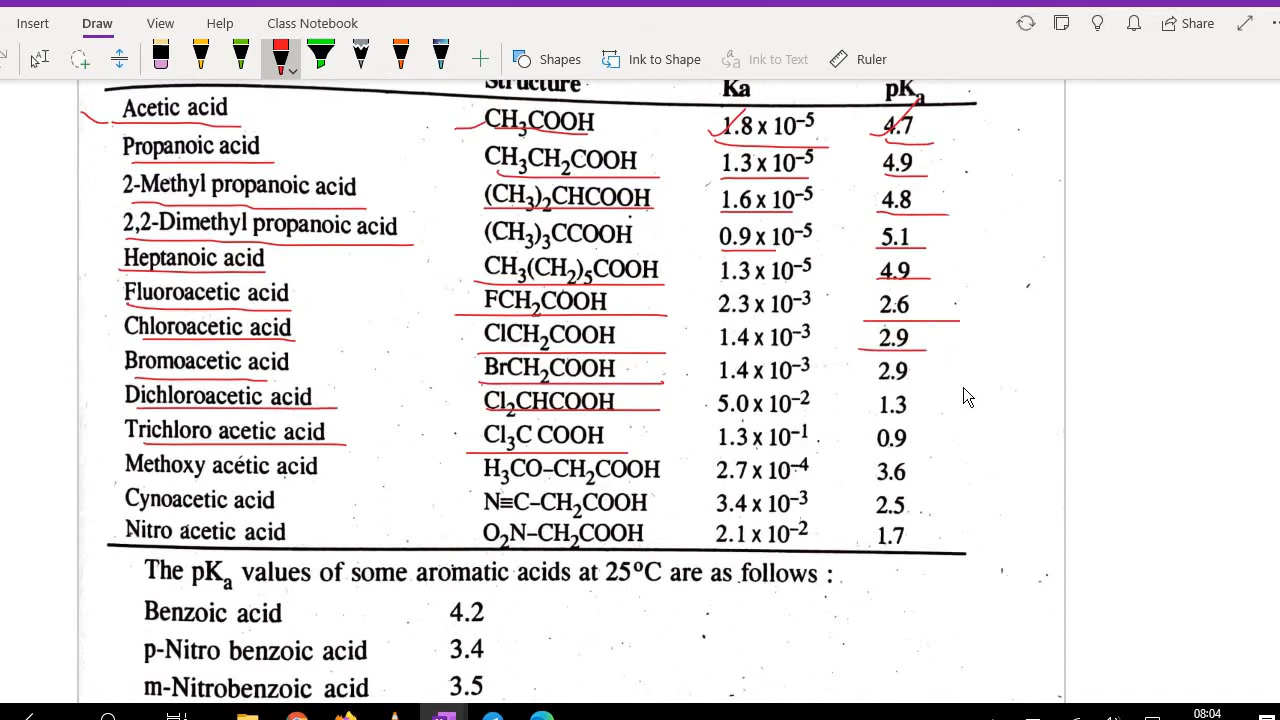 Insert Draw View Help Class Notebook Share
Shapes Ink to Shape Ink to Text Ruler
Structure Ka pKa
Acetic acid CH₃COOH 1.8 x 10⁻⁵ 4.7
Propanoic acid CH₃CH₂COOH 1.3 x 10⁻⁵ 4.9
2-Methyl propanoic acid (CH₃)₂CHCOOH 1.6 x 10⁻⁵ 4.8
2,2-Dimethyl propanoic acid (CH₃)₃CCOOH 0.9 x 10⁻⁵ 5.1
Heptanoic acid CH₃(CH₂)₅COOH 1.3 x 10⁻⁵ 4.9
Fluoroacetic acid FCH₂COOH 2.3 x 10⁻³ 2.6
Chloroacetic acid ClCH₂COOH 1.4 x 10⁻³ 2.9
Bromoacetic acid BrCH₂COOH 1.4 x 10⁻³ 2.9
Dichloroacetic acid Cl₂CHCOOH 5.0 x 10⁻² 1.3
Trichloro acetic acid Cl₃C COOH 1.3 x 10⁻¹ 0.9
Methoxy acetic acid H₃CO–CH₂COOH 2.7 x 10⁻⁴ 3.6
Cynoacetic acid N≡C–CH₂COOH 3.4 x 10⁻³ 2.5
Nitro acetic acid O₂N–CH₂COOH 2.1 x 10⁻² 1.7
The pKa values of some aromatic acids at 25°C are as follows :
Benzoic acid 4.2
p-Nitro benzoic acid 3.4
m-Nitrobenzoic acid 3.5
08:04